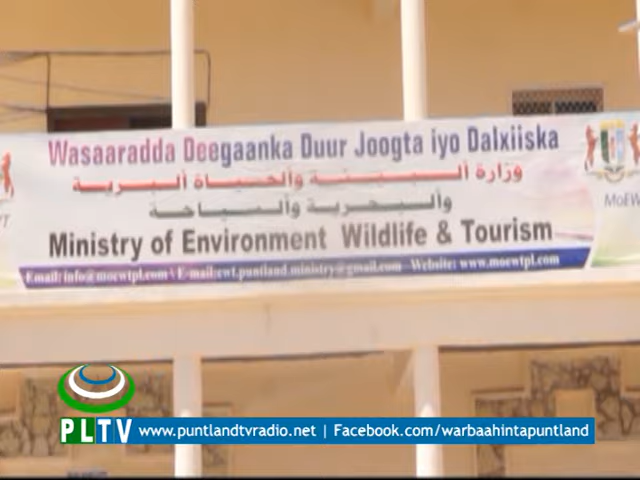 Wasaaradda Deegaanka Duur Joogta iyo Dalxiiska
وزارة البيئة والحياة البرية
والبحرية والسياحة
Ministry of Environment Wildlife & Tourism
Email: info@moewtpl.com \ E-mail:ewt.puntland.ministry@gmail.com Website: www.moewtpl.com
MoEW
PLTV www.puntlandtvradio.net | Facebook.com/warbaahintapuntland